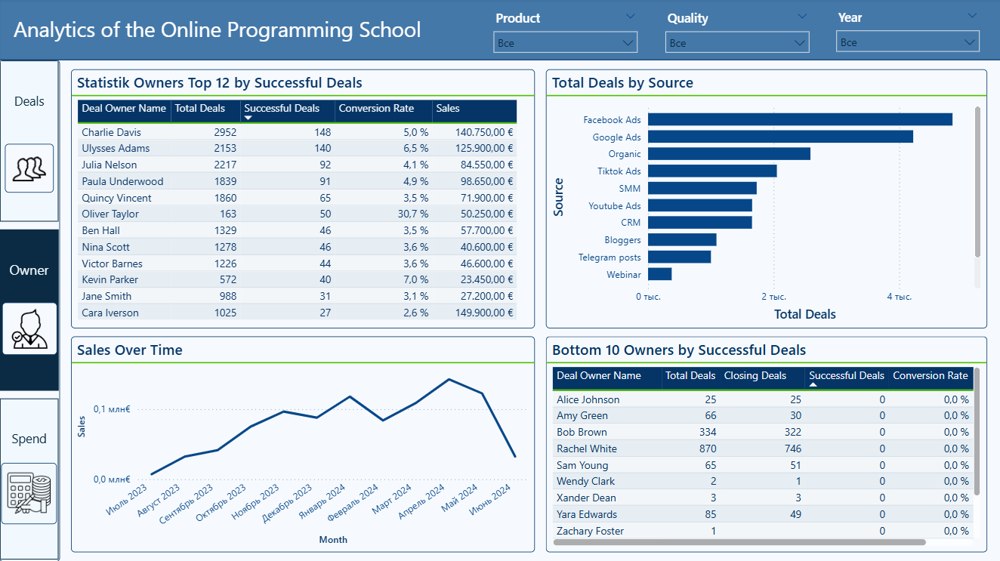 Analytics of the Online Programming School
Product
Все
Quality
Все
Year
Все
Deals
Owner
Spend
Statistik Owners Top 12 by Successful Deals
Deal Owner Name Total Deals Successful Deals Conversion Rate Sales
Charlie Davis 2952 148 5,0 % 140.750,00 €
Ulysses Adams 2153 140 6,5 % 125.900,00 €
Julia Nelson 2217 92 4,1 % 84.550,00 €
Paula Underwood 1839 91 4,9 % 98.650,00 €
Quincy Vincent 1860 65 3,5 % 71.900,00 €
Oliver Taylor 163 50 30,7 % 50.250,00 €
Ben Hall 1329 46 3,5 % 57.700,00 €
Nina Scott 1278 46 3,6 % 40.600,00 €
Victor Barnes 1226 44 3,6 % 46.600,00 €
Kevin Parker 572 40 7,0 % 23.450,00 €
Jane Smith 988 31 3,1 % 27.200,00 €
Cara Iverson 1025 27 2,6 % 149.900,00 €
Total Deals by Source
Source
Facebook Ads
Google Ads
Organic
Tiktok Ads
SMM
Youtube Ads
CRM
Bloggers
Telegram posts
Webinar
0 тыс. 2 тыс. 4 тыс.
Total Deals
Sales Over Time
Sales
0,1 млн€
0,0 млн€
Июль 2023 Август 2023 Сентябрь 2023 Октябрь 2023 Ноябрь 2023 Декабрь 2023 Январь 2024 Февраль 2024 Март 2024 Апрель 2024 Май 2024 Июнь 2024
Month
Bottom 10 Owners by Successful Deals
Deal Owner Name Total Deals Closing Deals Successful Deals Conversion Rate
Alice Johnson 25 25 0 0,0 %
Amy Green 66 30 0 0,0 %
Bob Brown 334 322 0 0,0 %
Rachel White 870 746 0 0,0 %
Sam Young 65 51 0 0,0 %
Wendy Clark 2 1 0 0,0 %
Xander Dean 3 3 0 0,0 %
Yara Edwards 85 49 0 0,0 %
Zachary Foster 1 0 0,0 %